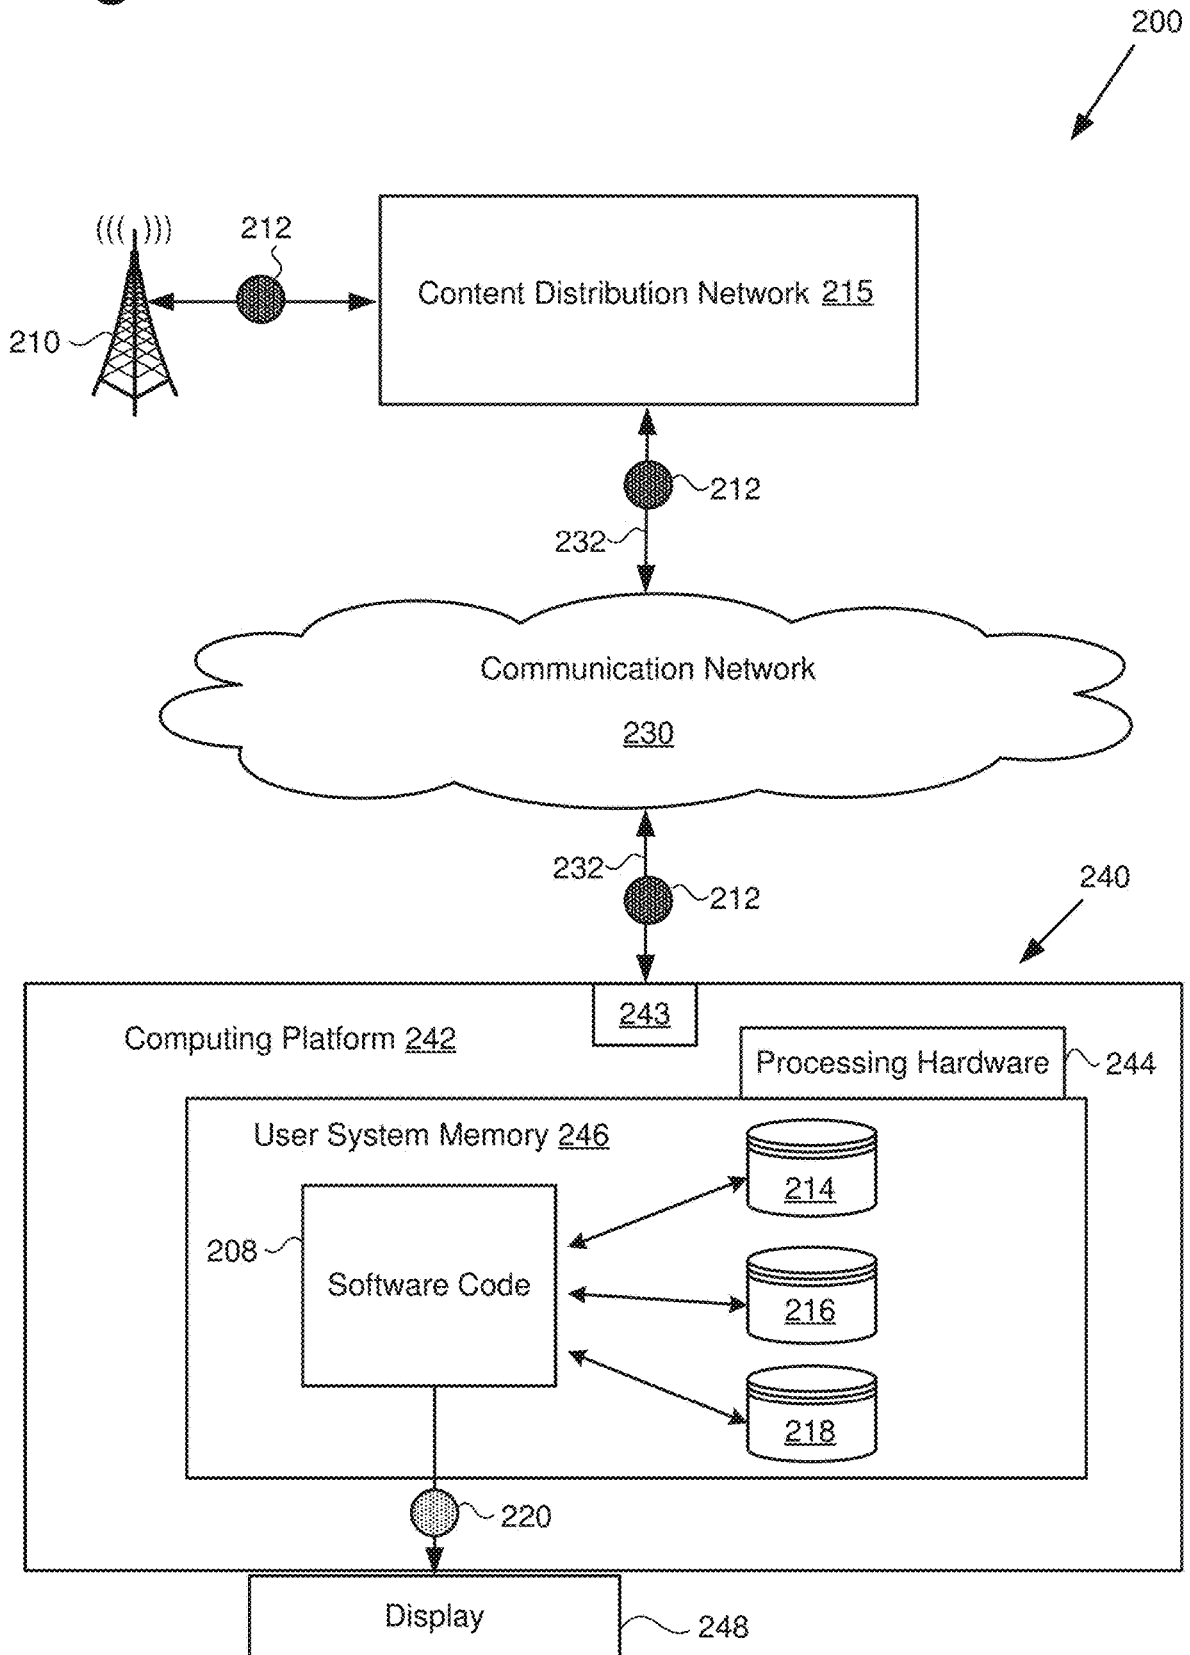 200
((( )))
212
Content Distribution Network 215
210
212
232
Communication Network
230
232
212
240
243
Computing Platform 242
Processing Hardware
244
User System Memory 246
214
208
Software Code
216
218
220
Display
248